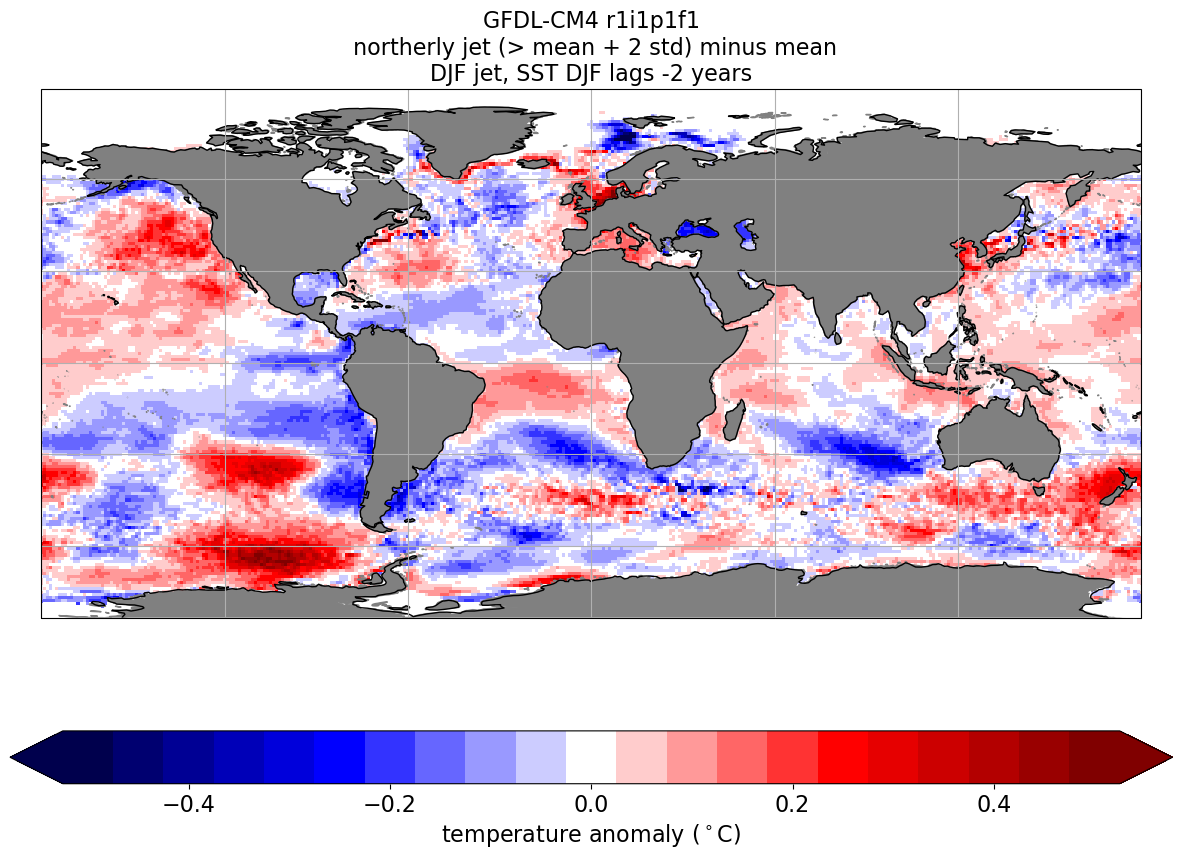 GFDL-CM4 r1i1p1f1
northerly jet (> mean + 2 std) minus mean
DJF jet, SST DJF lags -2 years
−0.4 −0.2 0.0 0.2 0.4
temperature anomaly (°C)